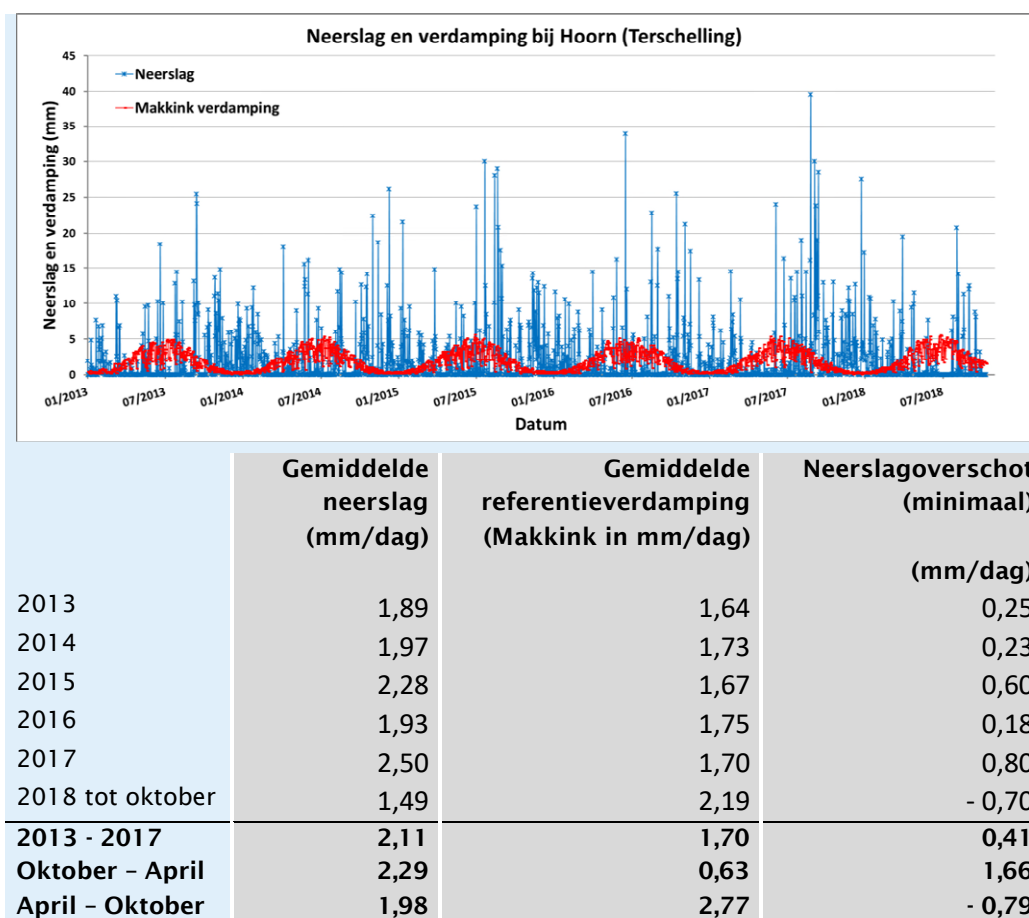 Neerslag en verdamping bij Hoorn (Terschelling)
Neerslag en verdamping (mm)
45
40
35
30
25
20
15
10
5
0
Neerslag
Makkink verdamping
01/2013 07/2013 01/2014 07/2014 01/2015 07/2015 01/2016 07/2016 01/2017 07/2017 01/2018 07/2018
Datum
Gemiddelde Gemiddelde Neerslagoverschot
neerslag referentieverdamping (minimaal)
(mm/dag) (Makkink in mm/dag)
(mm/dag)
2013 1,89 1,64 0,25
2014 1,97 1,73 0,23
2015 2,28 1,67 0,60
2016 1,93 1,75 0,18
2017 2,50 1,70 0,80
2018 tot oktober 1,49 2,19 - 0,70
2013 - 2017 2,11 1,70 0,41
Oktober – April 2,29 0,63 1,66
April – Oktober 1,98 2,77 - 0,79